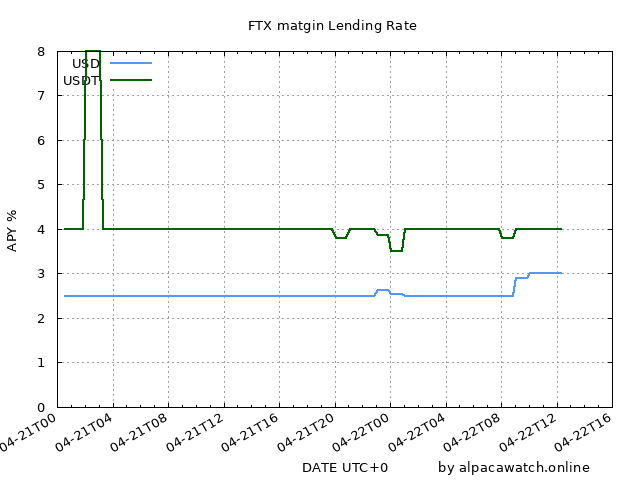 FTX matgin Lending Rate
USD
USDT
8
7
6
5
4
3
2
1
0
APY %
04-21T00
04-21T04
04-21T08
04-21T12
04-21T16
04-21T20
04-22T00
04-22T04
04-22T08
04-22T12
04-22T16
DATE UTC+0
by alpacawatch.online